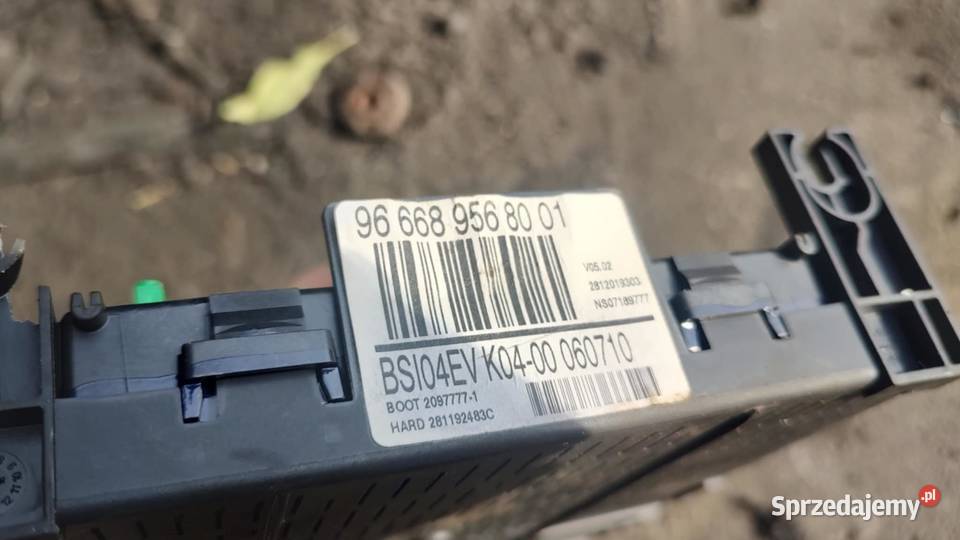 96 668 956 80 01
V05.02
2812019303
NS07189777
BSI04EV K04-00 060710
BOOT 2097777-1
HARD 281192483C
Sprzedajemy.pl